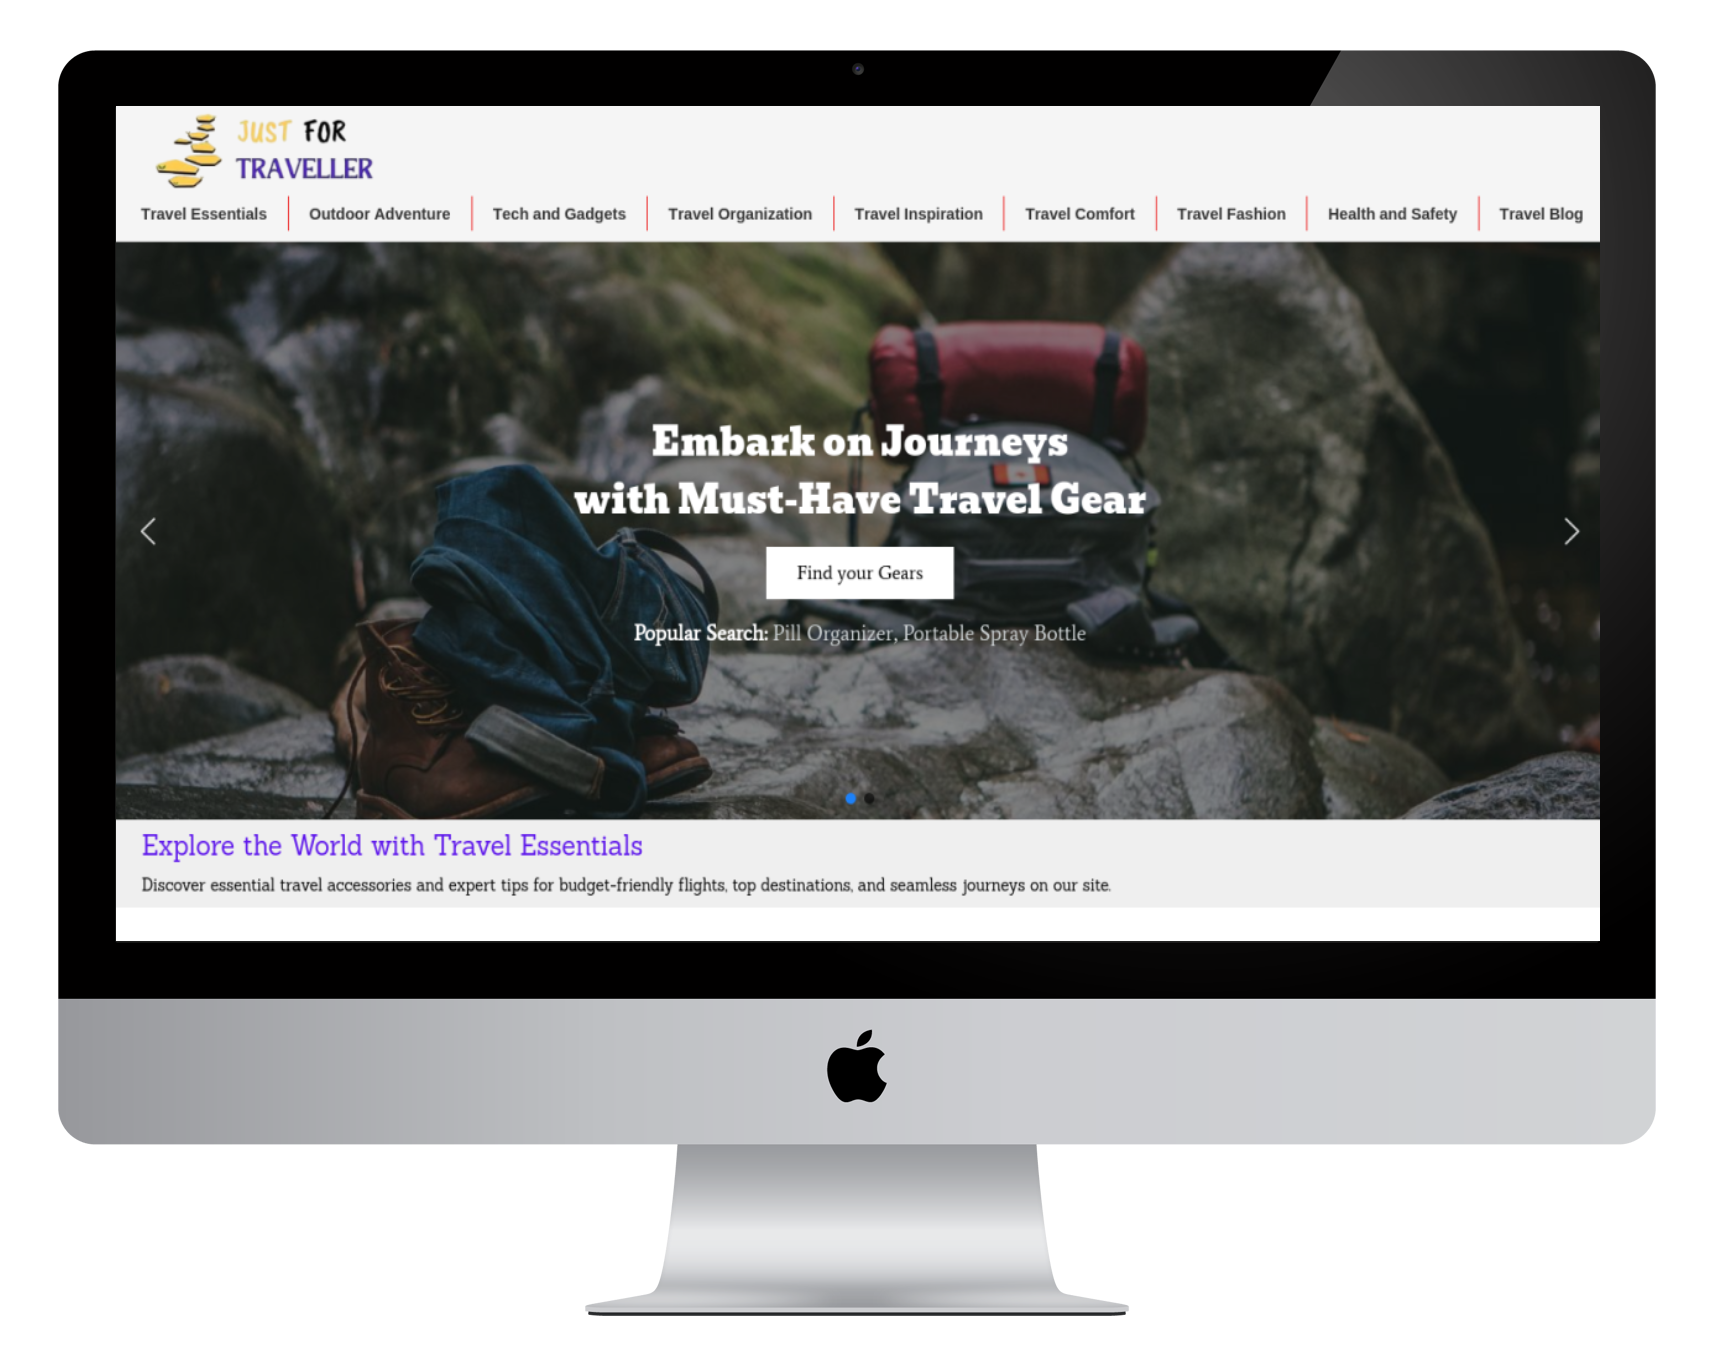 JUST FOR
TRAVELLER
Travel Essentials
Outdoor Adventure
Tech and Gadgets
Travel Organization
Travel Inspiration
Travel Comfort
Travel Fashion
Health and Safety
Travel Blog
Embark on Journeys
with Must-Have Travel Gear
Find your Gears
Popular Search: Pill Organizer, Portable Spray Bottle
Explore the World with Travel Essentials
Discover essential travel accessories and expert tips for budget-friendly flights, top destinations, and seamless journeys on our site.